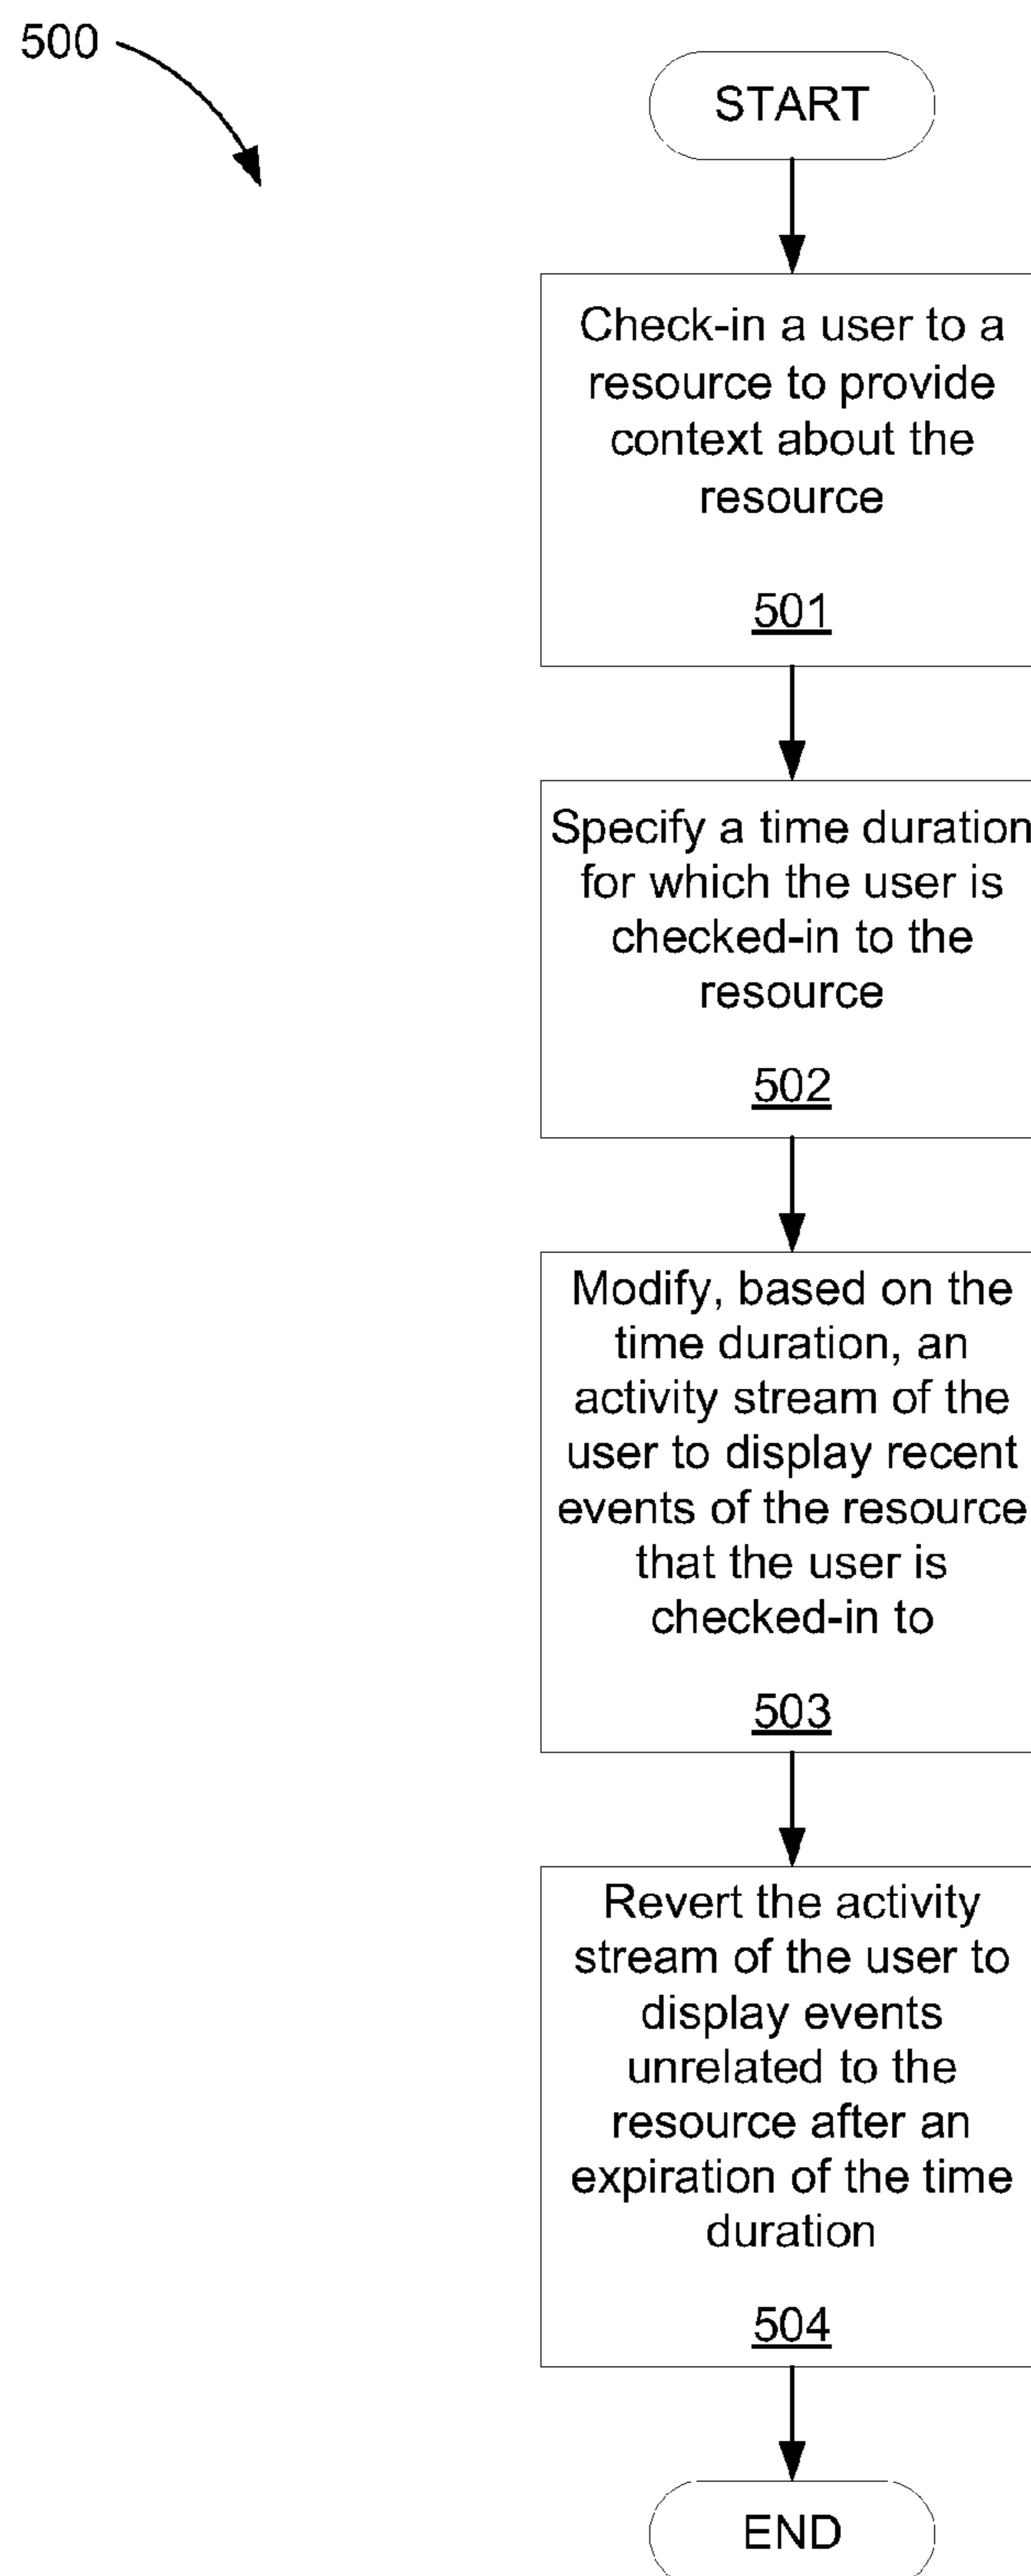 500
START
Check-in a user to a
resource to provide
context about the
resource
501
Specify a time duration
for which the user is
checked-in to the
resource
502
Modify, based on the
time duration, an
activity stream of the
user to display recent
events of the resource
that the user is
checked-in to
503
Revert the activity
stream of the user to
display events
unrelated to the
resource after an
expiration of the time
duration
504
END